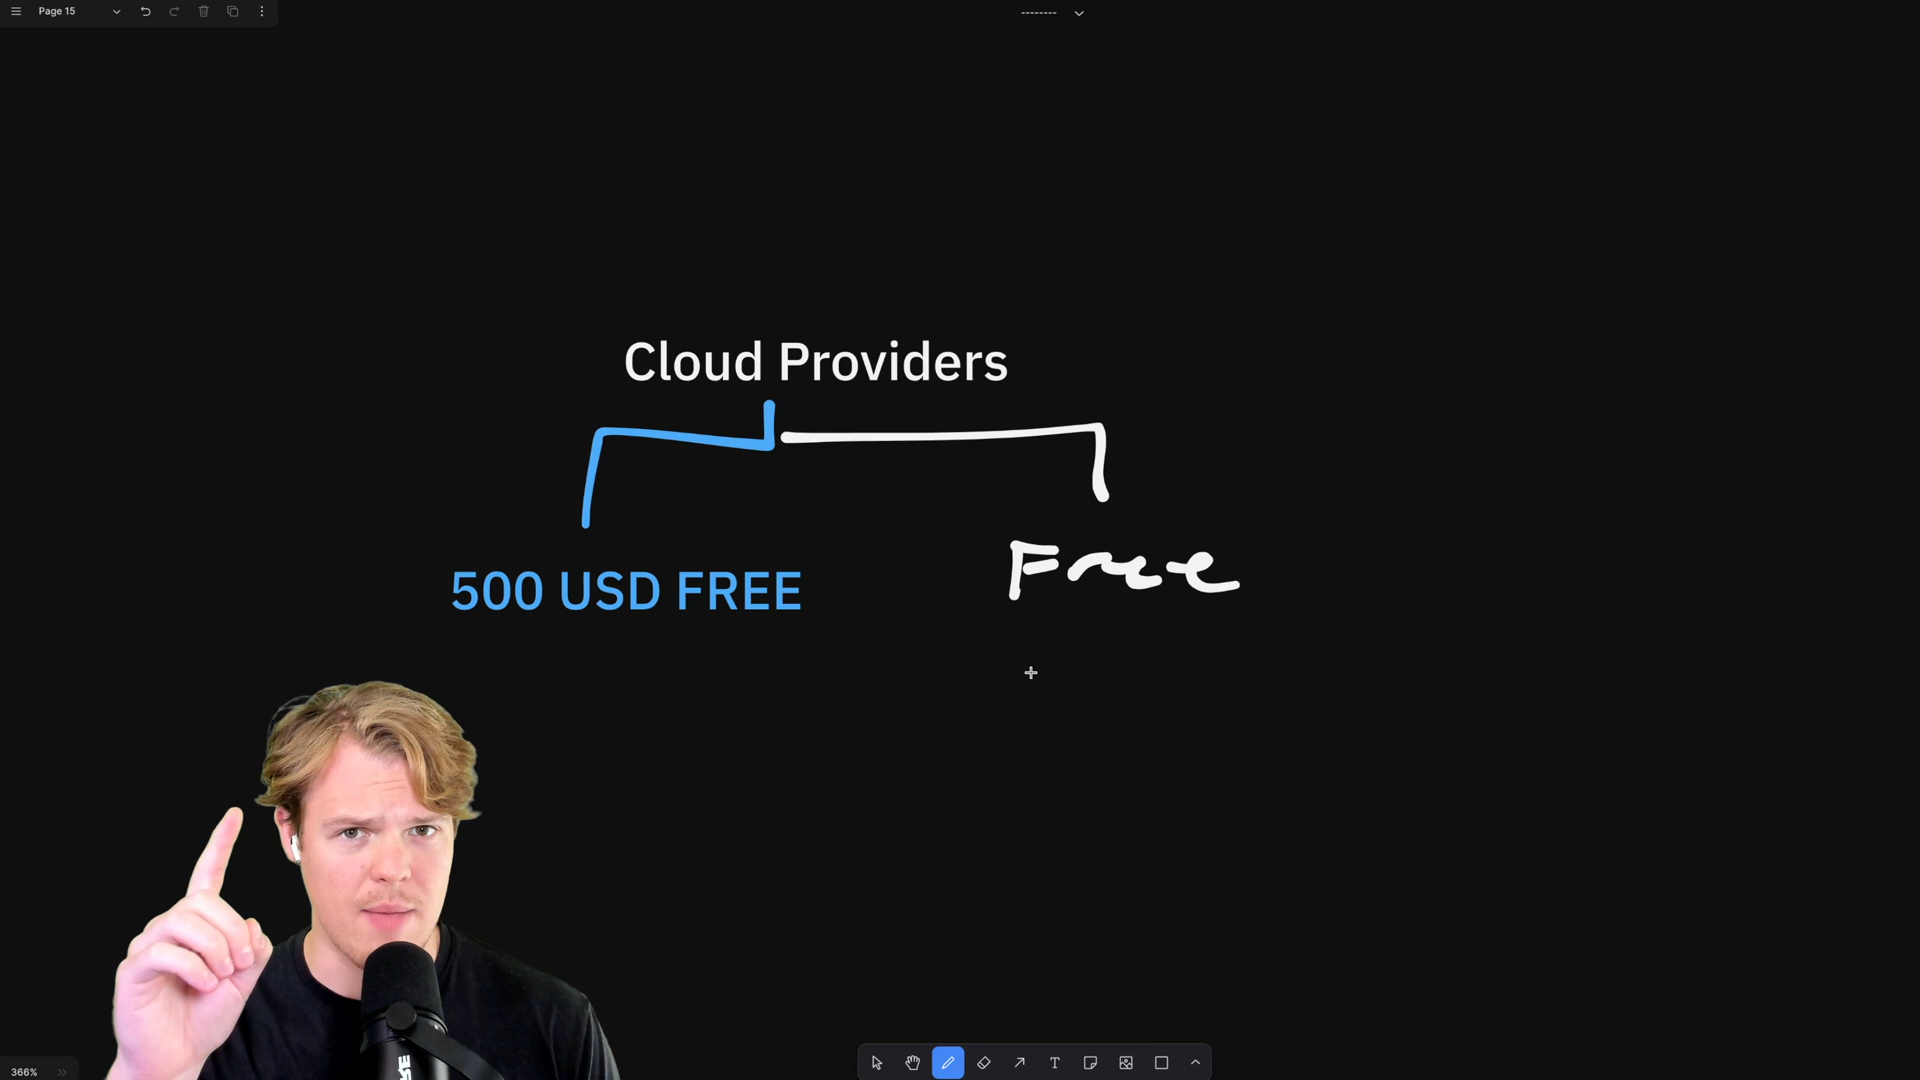 Page 15
--------
Cloud Providers
Free
500 USD FREE
366%